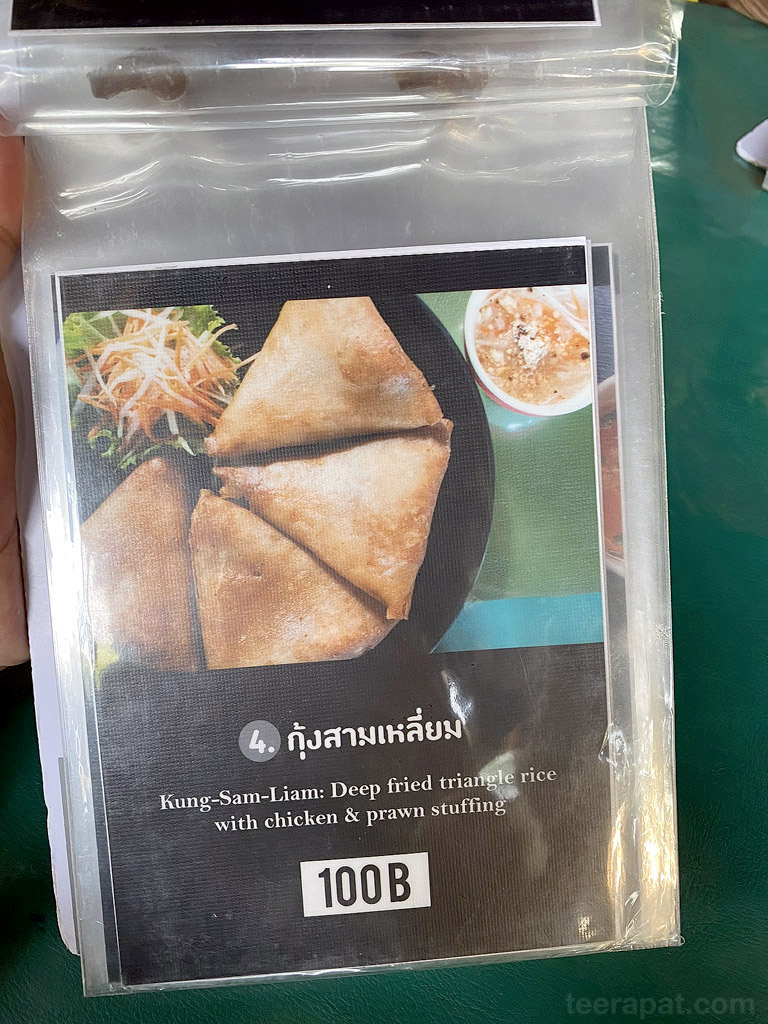 4. กุ้งสามเหลี่ยม
Kung-Sam-Liam: Deep fried triangle rice
with chicken & prawn stuffing
100B
teerapat.com